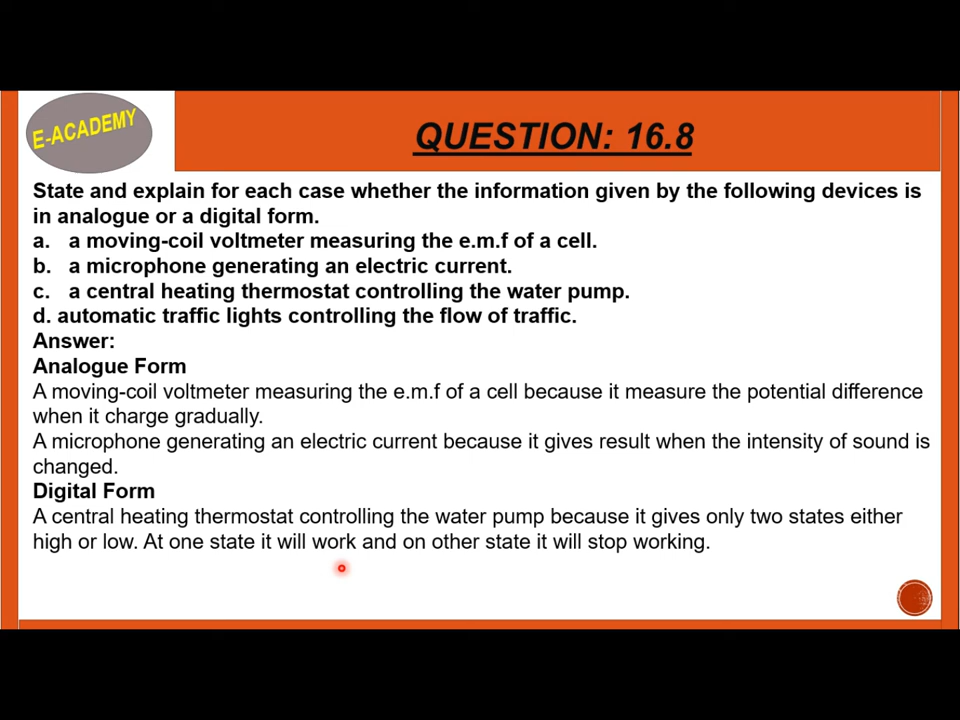 E-ACADEMY
QUESTION: 16.8
State and explain for each case whether the information given by the following devices is
in analogue or a digital form.
a. a moving-coil voltmeter measuring the e.m.f of a cell.
b. a microphone generating an electric current.
c. a central heating thermostat controlling the water pump.
d. automatic traffic lights controlling the flow of traffic.
Answer:
Analogue Form
A moving-coil voltmeter measuring the e.m.f of a cell because it measure the potential difference
when it charge gradually.
A microphone generating an electric current because it gives result when the intensity of sound is
changed.
Digital Form
A central heating thermostat controlling the water pump because it gives only two states either
high or low. At one state it will work and on other state it will stop working.